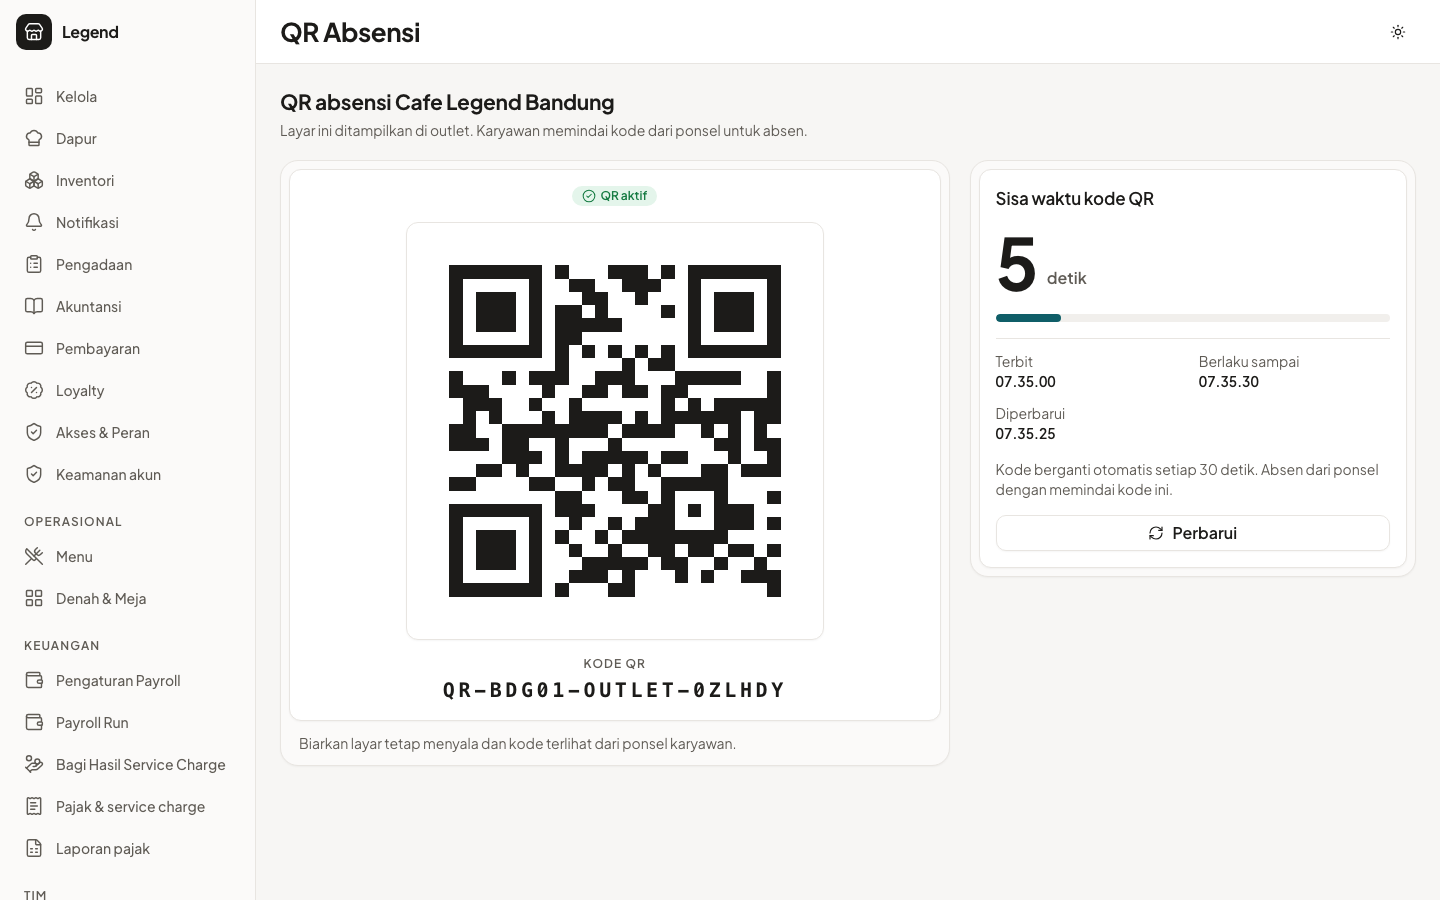 Legend
Kelola
Dapur
Inventori
Notifikasi
Pengadaan
Akuntansi
Pembayaran
Loyalty
Akses & Peran
Keamanan akun
OPERASIONAL
Menu
Denah & Meja
KEUANGAN
Pengaturan Payroll
Payroll Run
Bagi Hasil Service Charge
Pajak & service charge
Laporan pajak
TIM
QR Absensi
QR absensi Cafe Legend Bandung
Layar ini ditampilkan di outlet. Karyawan memindai kode dari ponsel untuk absen.
QR aktif
KODE QR
QR-BDG01-OUTLET-0ZLHDY
Biarkan layar tetap menyala dan kode terlihat dari ponsel karyawan.
Sisa waktu kode QR
5 detik
Terbit
07.35.00
Berlaku sampai
07.35.30
Diperbarui
07.35.25
Kode berganti otomatis setiap 30 detik. Absen dari ponsel
dengan memindai kode ini.
Perbarui